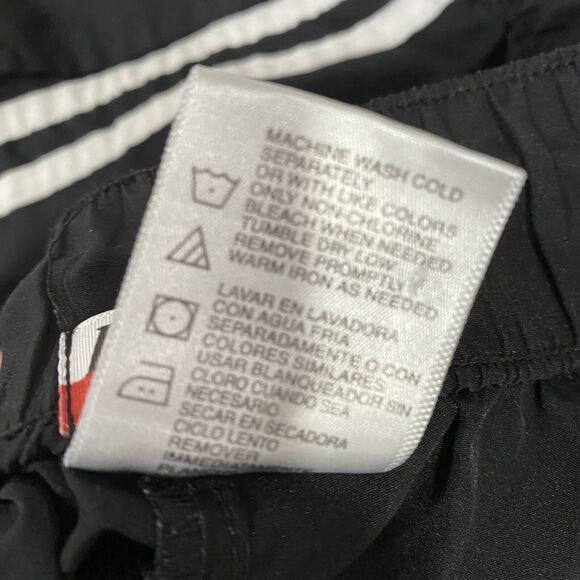 MACHINE WASH COLD
SEPARATELY
OR WITH LIKE COLORS
ONLY NON-CHLORINE
BLEACH WHEN NEEDED
TUMBLE DRY LOW
REMOVE PROMPTLY
WARM IRON AS NEEDED
LAVAR EN LAVADORA
CON AGUA FRIA
SEPARADAMENTE O CON
COLORES SIMILARES
USAR BLANQUEADOR SIN
CLORO CUANDO SEA
NECESARIO
SECAR EN SECADORA
CICLO LENTO
REMOVER
INMEDIATAMENTE